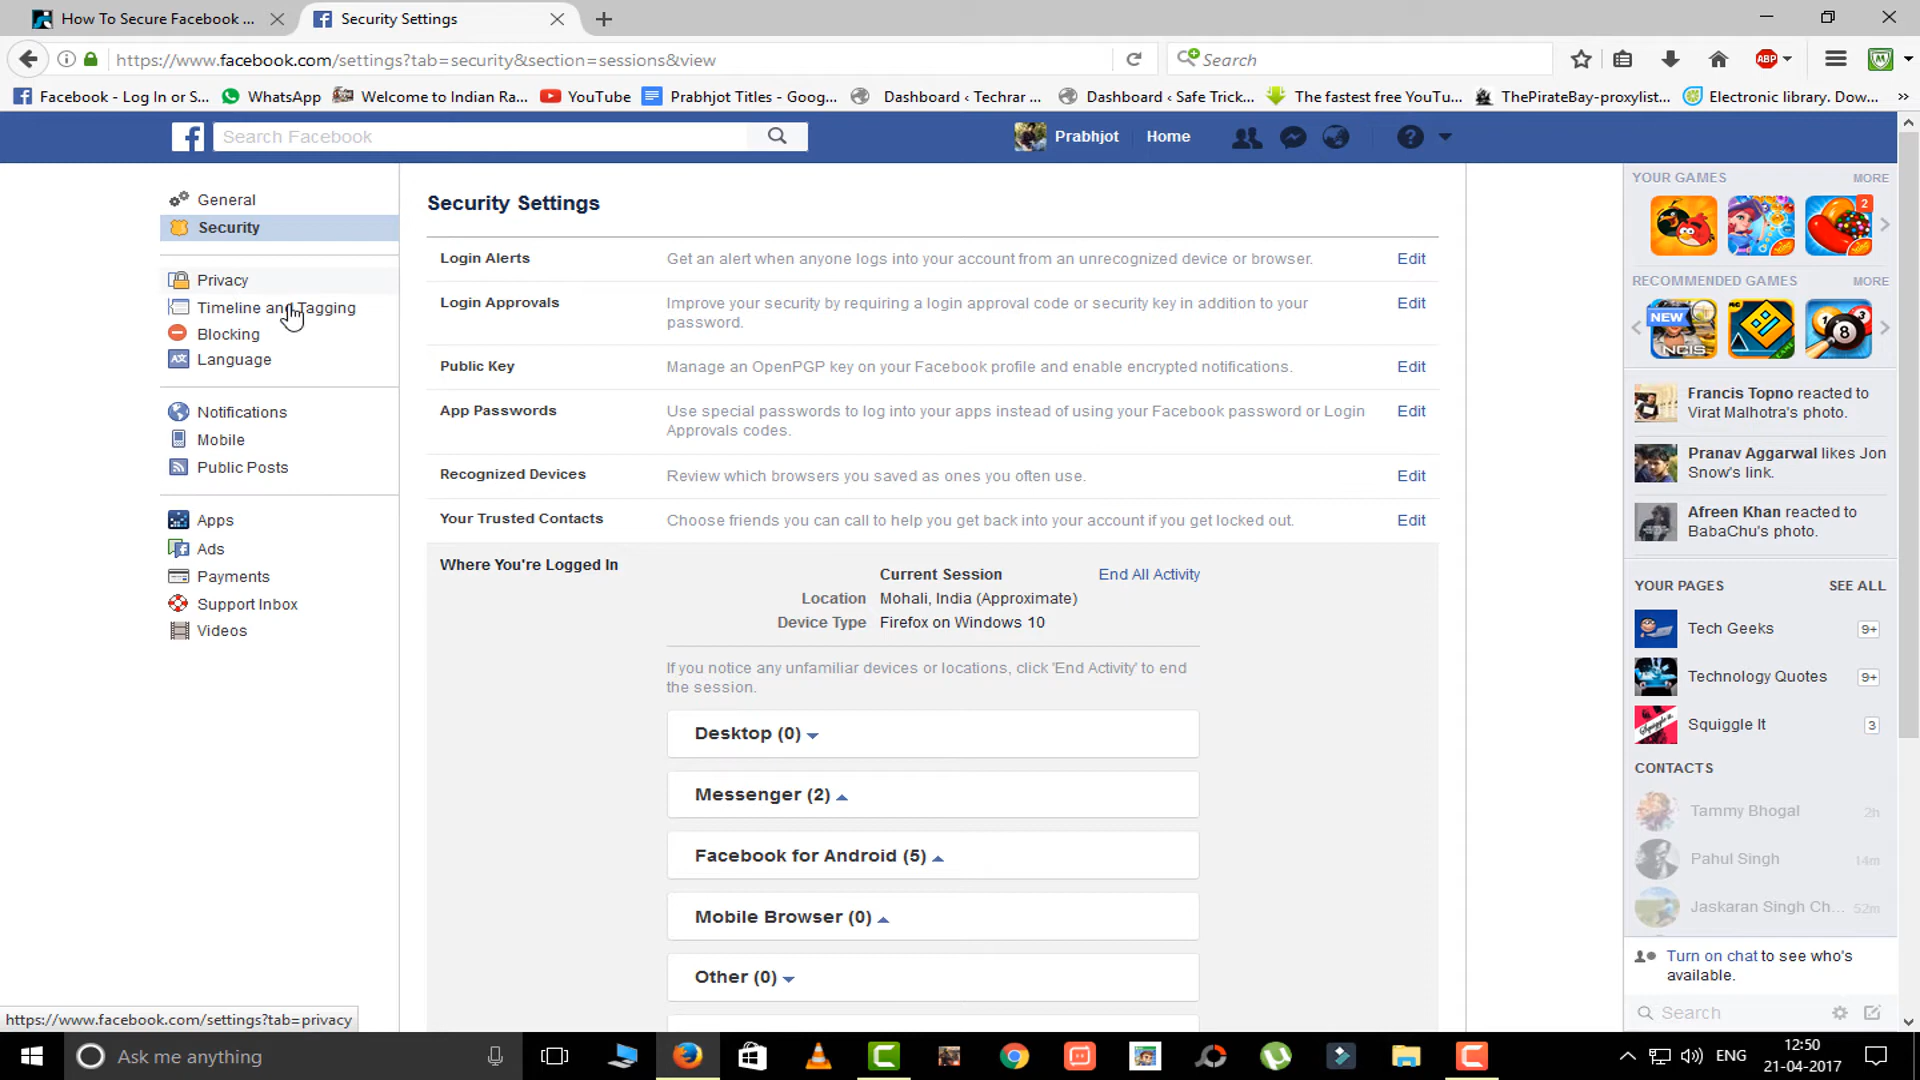 How To Secure Facebook ...
Security Settings
https://www.facebook.com/settings?tab=security&section=sessions&view
Search
ABP
Facebook - Log In or S...
WhatsApp
Welcome to Indian Ra...
YouTube
Prabhjot Titles - Goog...
Dashboard ‹ Techrar ...
Dashboard ‹ Safe Trick...
The fastest free YouTu...
ThePirateBay-proxylist...
Electronic library. Dow...
Search Facebook
Prabhjot
Home
General
Security
Privacy
Timeline and Tagging
Blocking
Language
Notifications
Mobile
Public Posts
Apps
Ads
Payments
Support Inbox
Videos
Security Settings
Login Alerts Get an alert when anyone logs into your account from an unrecognized device or browser. Edit
Login Approvals Improve your security by requiring a login approval code or security key in addition to your Edit
password.
Public Key Manage an OpenPGP key on your Facebook profile and enable encrypted notifications. Edit
App Passwords Use special passwords to log into your apps instead of using your Facebook password or Login Edit
Approvals codes.
Recognized Devices Review which browsers you saved as ones you often use. Edit
Your Trusted Contacts Choose friends you can call to help you get back into your account if you get locked out. Edit
Where You're Logged In
Current Session End All Activity
Location Mohali, India (Approximate)
Device Type Firefox on Windows 10
If you notice any unfamiliar devices or locations, click 'End Activity' to end
the session.
Desktop (0)
Messenger (2)
Facebook for Android (5)
Mobile Browser (0)
Other (0)
YOUR GAMES MORE
2
RECOMMENDED GAMES MORE
NEW
NCIS
8
Francis Topno reacted to
Virat Malhotra's photo.
Pranav Aggarwal likes Jon
Snow's link.
Afreen Khan reacted to
BabaChu's photo.
YOUR PAGES SEE ALL
Tech Geeks 9+
Technology Quotes 9+
Squiggle It 3
CONTACTS
Tammy Bhogal 2h
Pahul Singh 14m
Jaskaran Singh Ch... 52m
Turn on chat to see who's
available.
Search
https://www.facebook.com/settings?tab=privacy
Ask me anything
ENG
12:50
21-04-2017